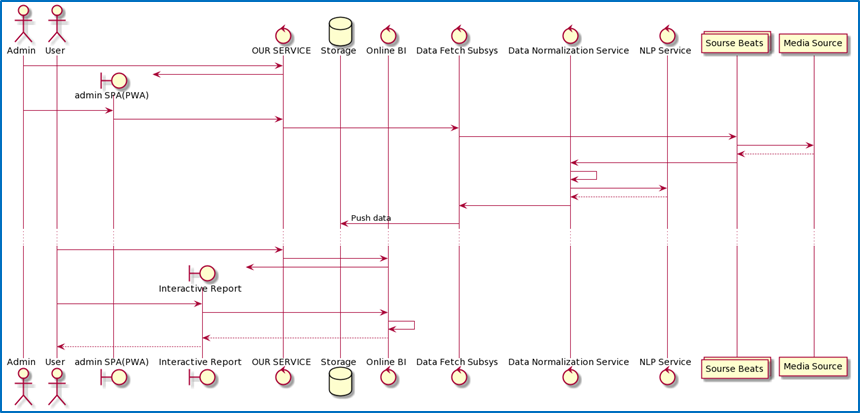 Admin User OUR SERVICE Storage Online BI Data Fetch Subsys Data Normalization Service NLP Service Sourse Beats Media Source
admin SPA(PWA)
Push data
Interactive Report
Admin User admin SPA(PWA) Interactive Report OUR SERVICE Storage Online BI Data Fetch Subsys Data Normalization Service NLP Service Sourse Beats Media Source